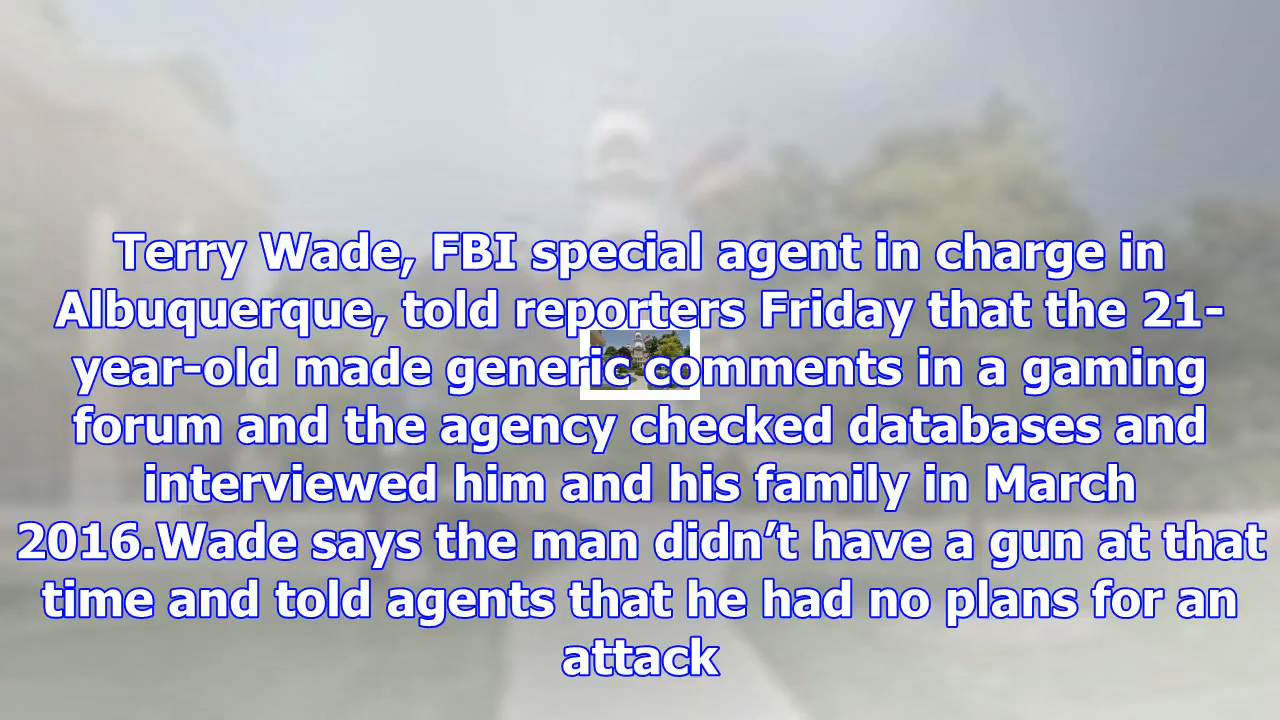 Terry Wade, FBI special agent in charge in
Albuquerque, told reporters Friday that the 21-
year-old made generic comments in a gaming
forum and the agency checked databases and
interviewed him and his family in March
2016.Wade says the man didn’t have a gun at that
time and told agents that he had no plans for an
attack